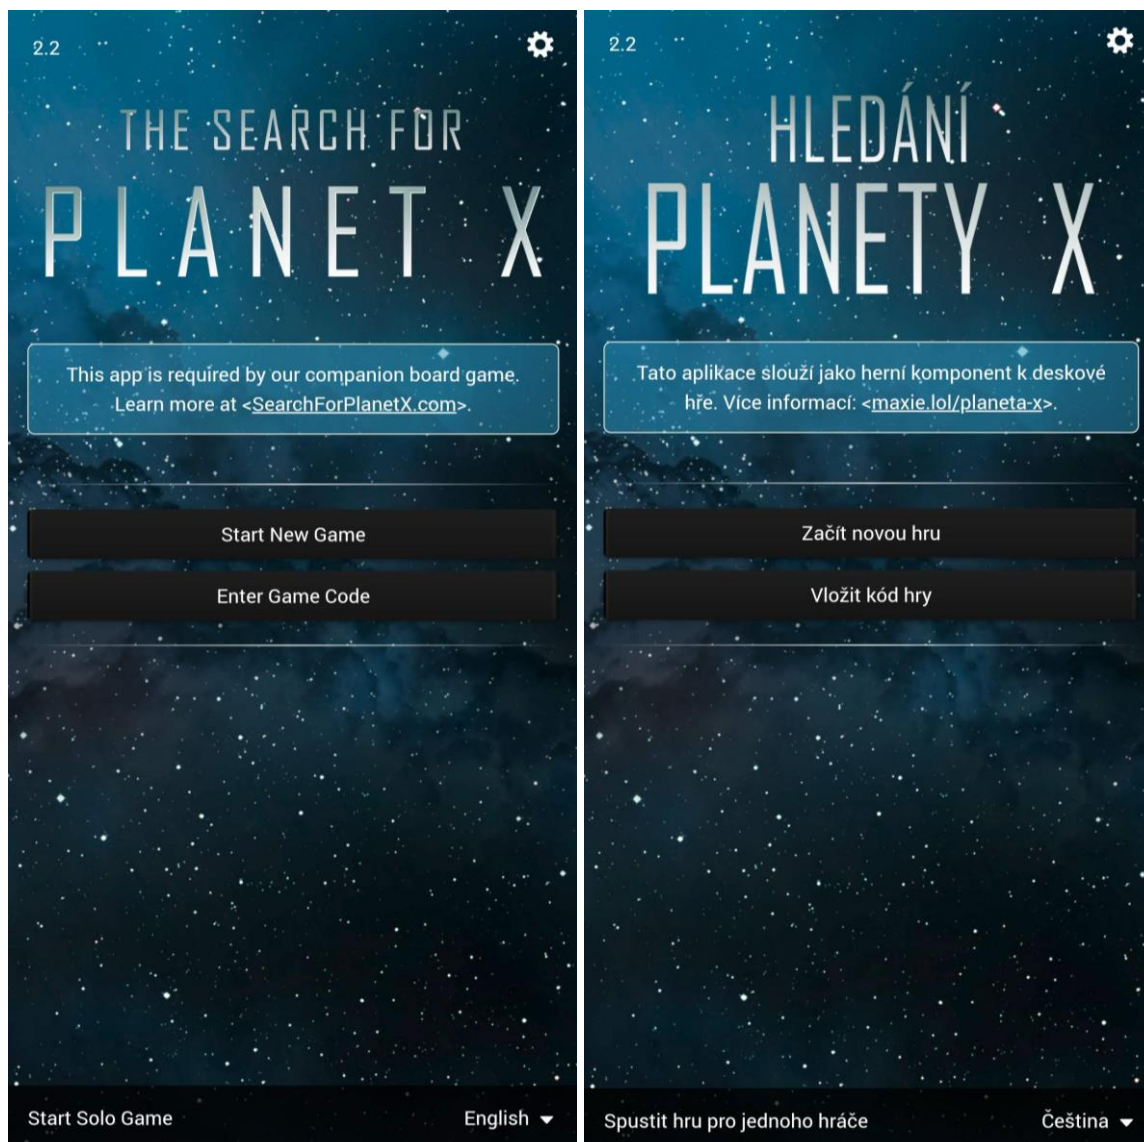 2.2
THE SEARCH FOR
PLANET X
This app is required by our companion board game.
Learn more at <SearchForPlanetX.com>.
Start New Game
Enter Game Code
Start Solo Game
English
2.2
HLEDÁNÍ
PLANETY X
Tato aplikace slouží jako herní komponent k deskové
hře. Více informací: <maxie.lol/planeta-x>.
Začít novou hru
Vložit kód hry
Spustit hru pro jednoho hráče
Čeština